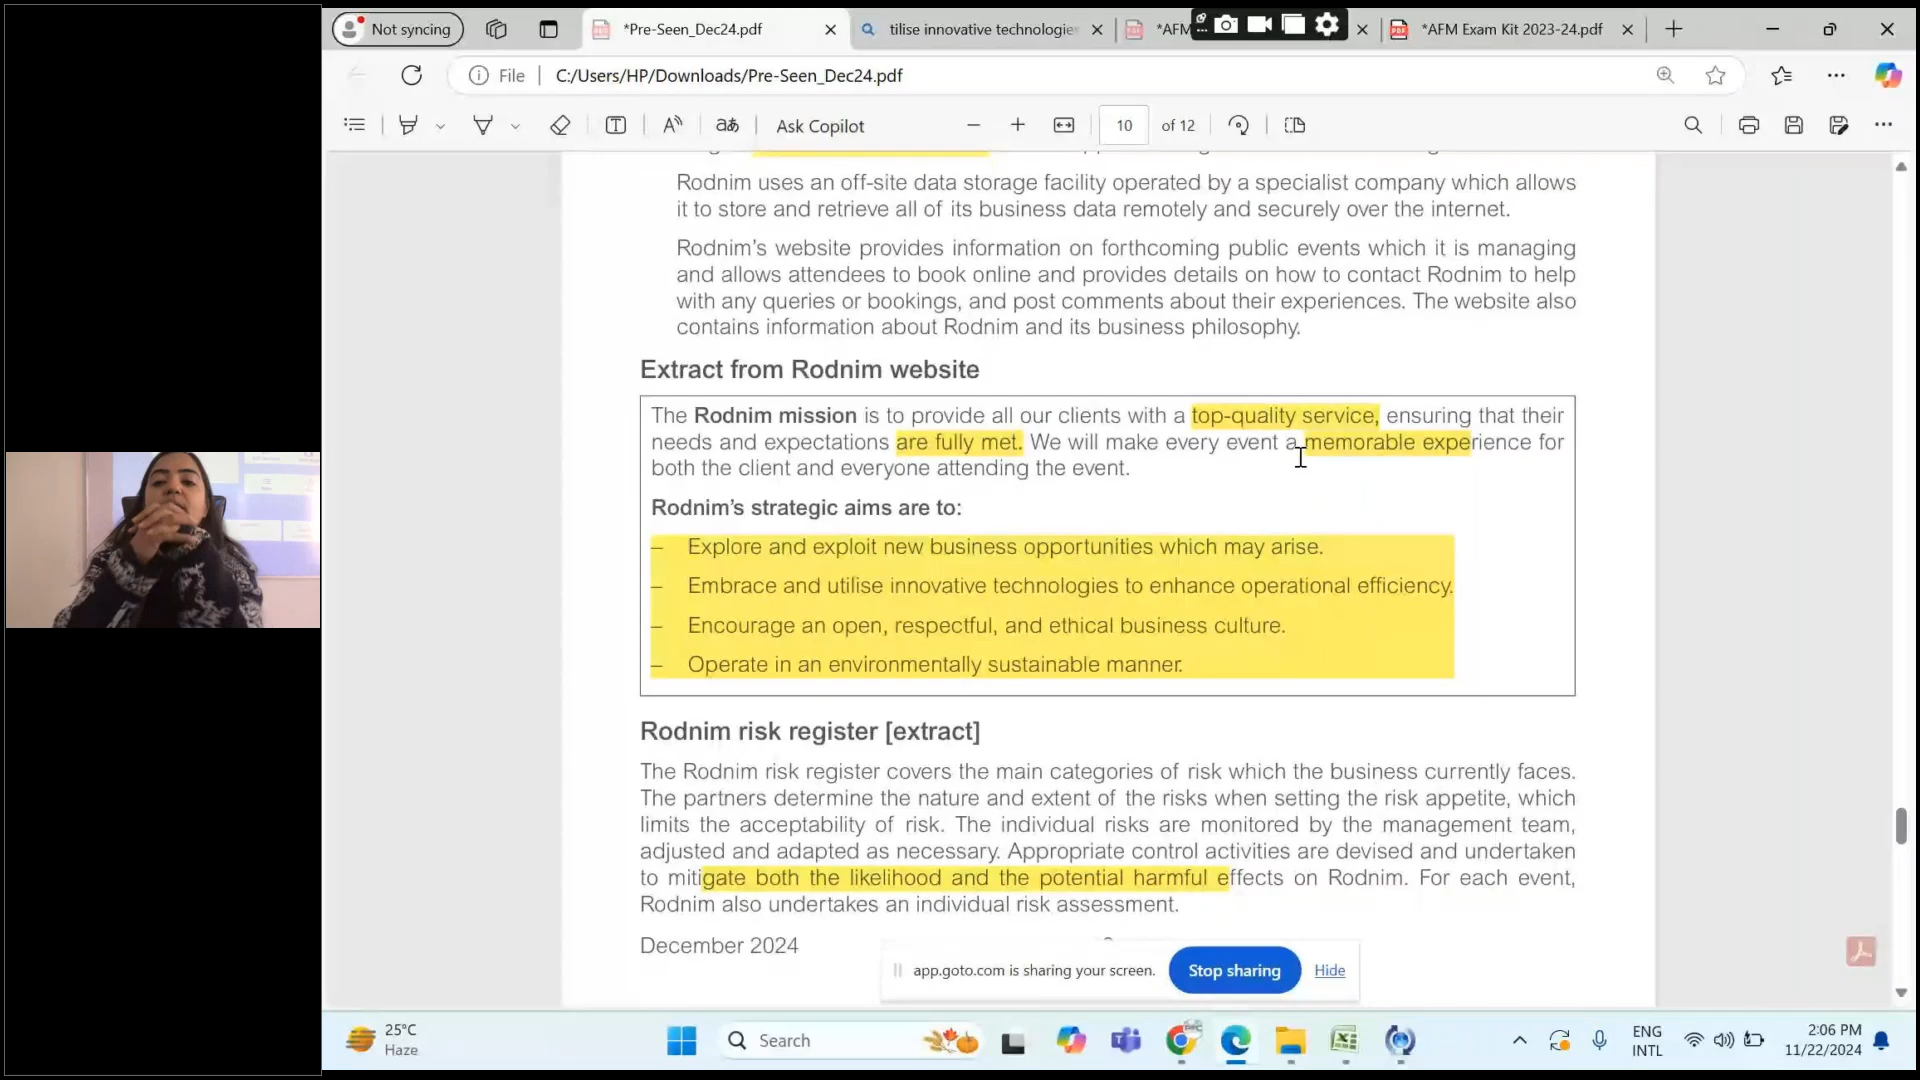 Not syncing
*Pre-Seen_Dec24.pdf
tilise innovative technologies
*AFM
*AFM Exam Kit 2023-24.pdf
File
C:/Users/HP/Downloads/Pre-Seen_Dec24.pdf
Ask Copilot
10
of 12
Rodnim uses an off-site data storage facility operated by a specialist company which allows
it to store and retrieve all of its business data remotely and securely over the internet.
Rodnim's website provides information on forthcoming public events which it is managing
and allows attendees to book online and provides details on how to contact Rodnim to help
with any queries or bookings, and post comments about their experiences. The website also
contains information about Rodnim and its business philosophy.
Extract from Rodnim website
The Rodnim mission is to provide all our clients with a top-quality service, ensuring that their
needs and expectations are fully met. We will make every event a memorable experience for
both the client and everyone attending the event.
Rodnim's strategic aims are to:
– Explore and exploit new business opportunities which may arise.
– Embrace and utilise innovative technologies to enhance operational efficiency.
– Encourage an open, respectful, and ethical business culture.
– Operate in an environmentally sustainable manner.
Rodnim risk register [extract]
The Rodnim risk register covers the main categories of risk which the business currently faces.
The partners determine the nature and extent of the risks when setting the risk appetite, which
limits the acceptability of risk. The individual risks are monitored by the management team,
adjusted and adapted as necessary. Appropriate control activities are devised and undertaken
to mitigate both the likelihood and the potential harmful effects on Rodnim. For each event,
Rodnim also undertakes an individual risk assessment.
December 2024
app.goto.com is sharing your screen.
Stop sharing
Hide
25°C
Haze
Search
ENG
INTL
2:06 PM
11/22/2024